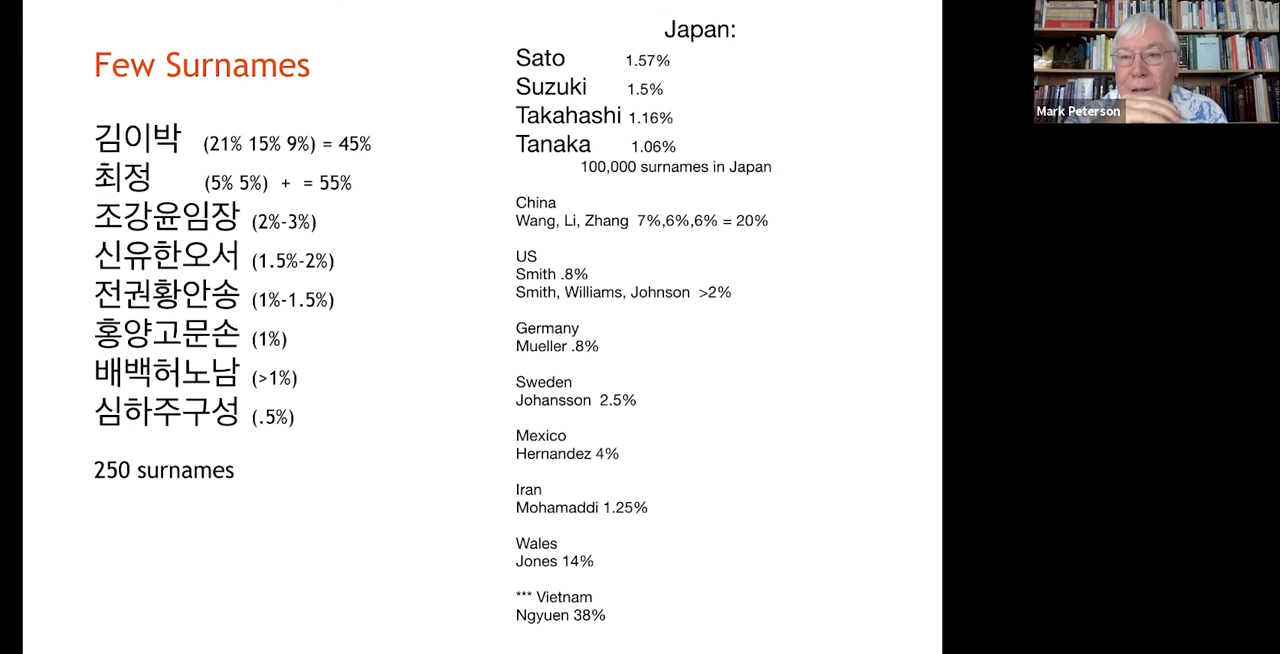 Few Surnames
김이박 (21% 15% 9%) = 45%
최정 (5% 5%) + = 55%
조강윤임장 (2%-3%)
신유한오서 (1.5%-2%)
전권황안송 (1%-1.5%)
홍양고문손 (1%)
배백허노남 (>1%)
심하주구성 (.5%)
250 surnames
Japan:
Sato 1.57%
Suzuki 1.5%
Takahashi 1.16%
Tanaka 1.06%
100,000 surnames in Japan
China
Wang, Li, Zhang 7%,6%,6% = 20%
US
Smith .8%
Smith, Williams, Johnson >2%
Germany
Mueller .8%
Sweden
Johansson 2.5%
Mexico
Hernandez 4%
Iran
Mohamaddi 1.25%
Wales
Jones 14%
*** Vietnam
Ngyuen 38%
Mark Peterson